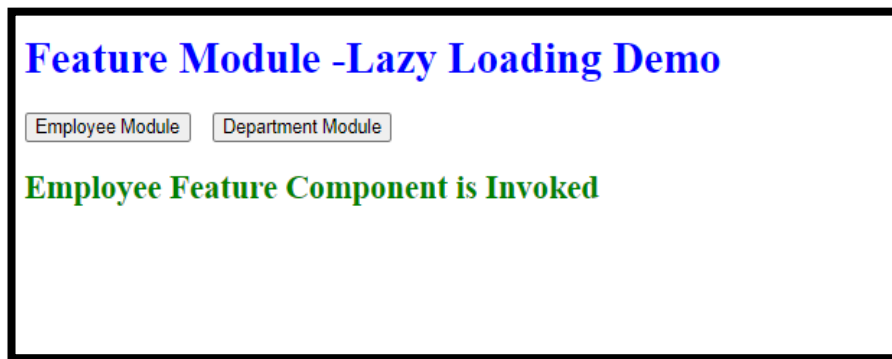 Feature Module -Lazy Loading Demo
Employee Module Department Module
Employee Feature Component is Invoked